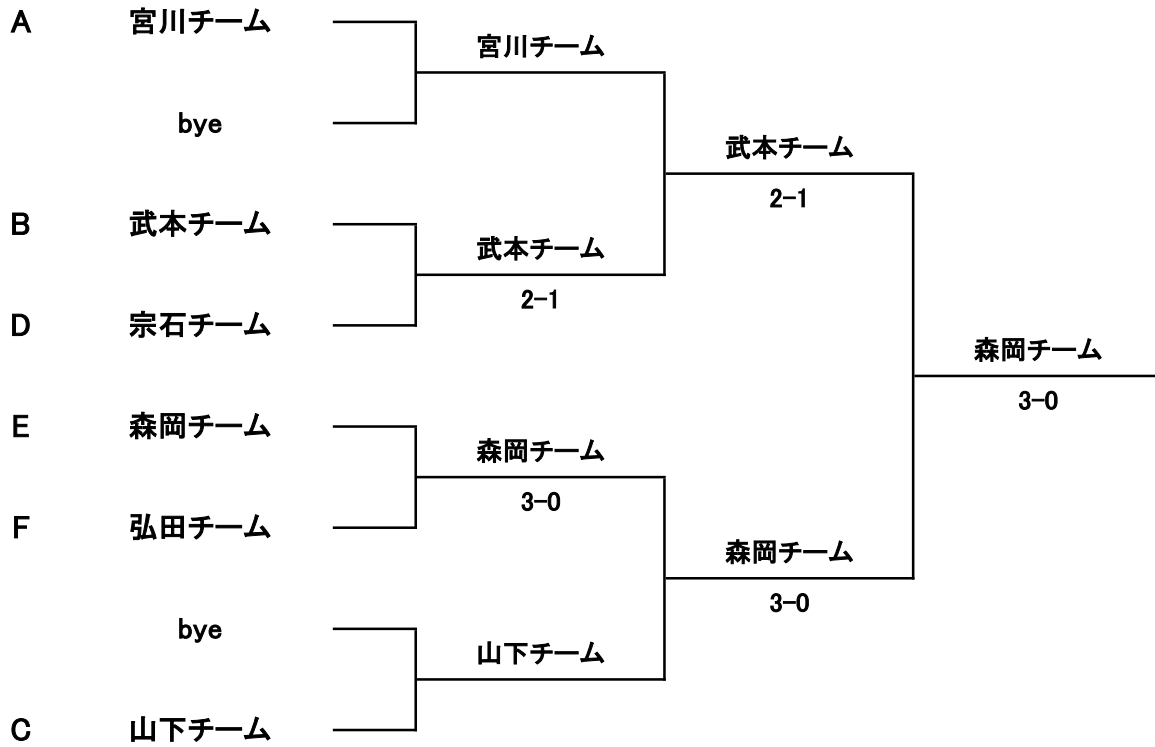 A 宮川チーム
宮川チーム
bye
武本チーム
2-1
B 武本チーム
武本チーム
2-1
D 宗石チーム
森岡チーム
3-0
E 森岡チーム
森岡チーム
3-0
F 弘田チーム
森岡チーム
3-0
bye
山下チーム
C 山下チーム